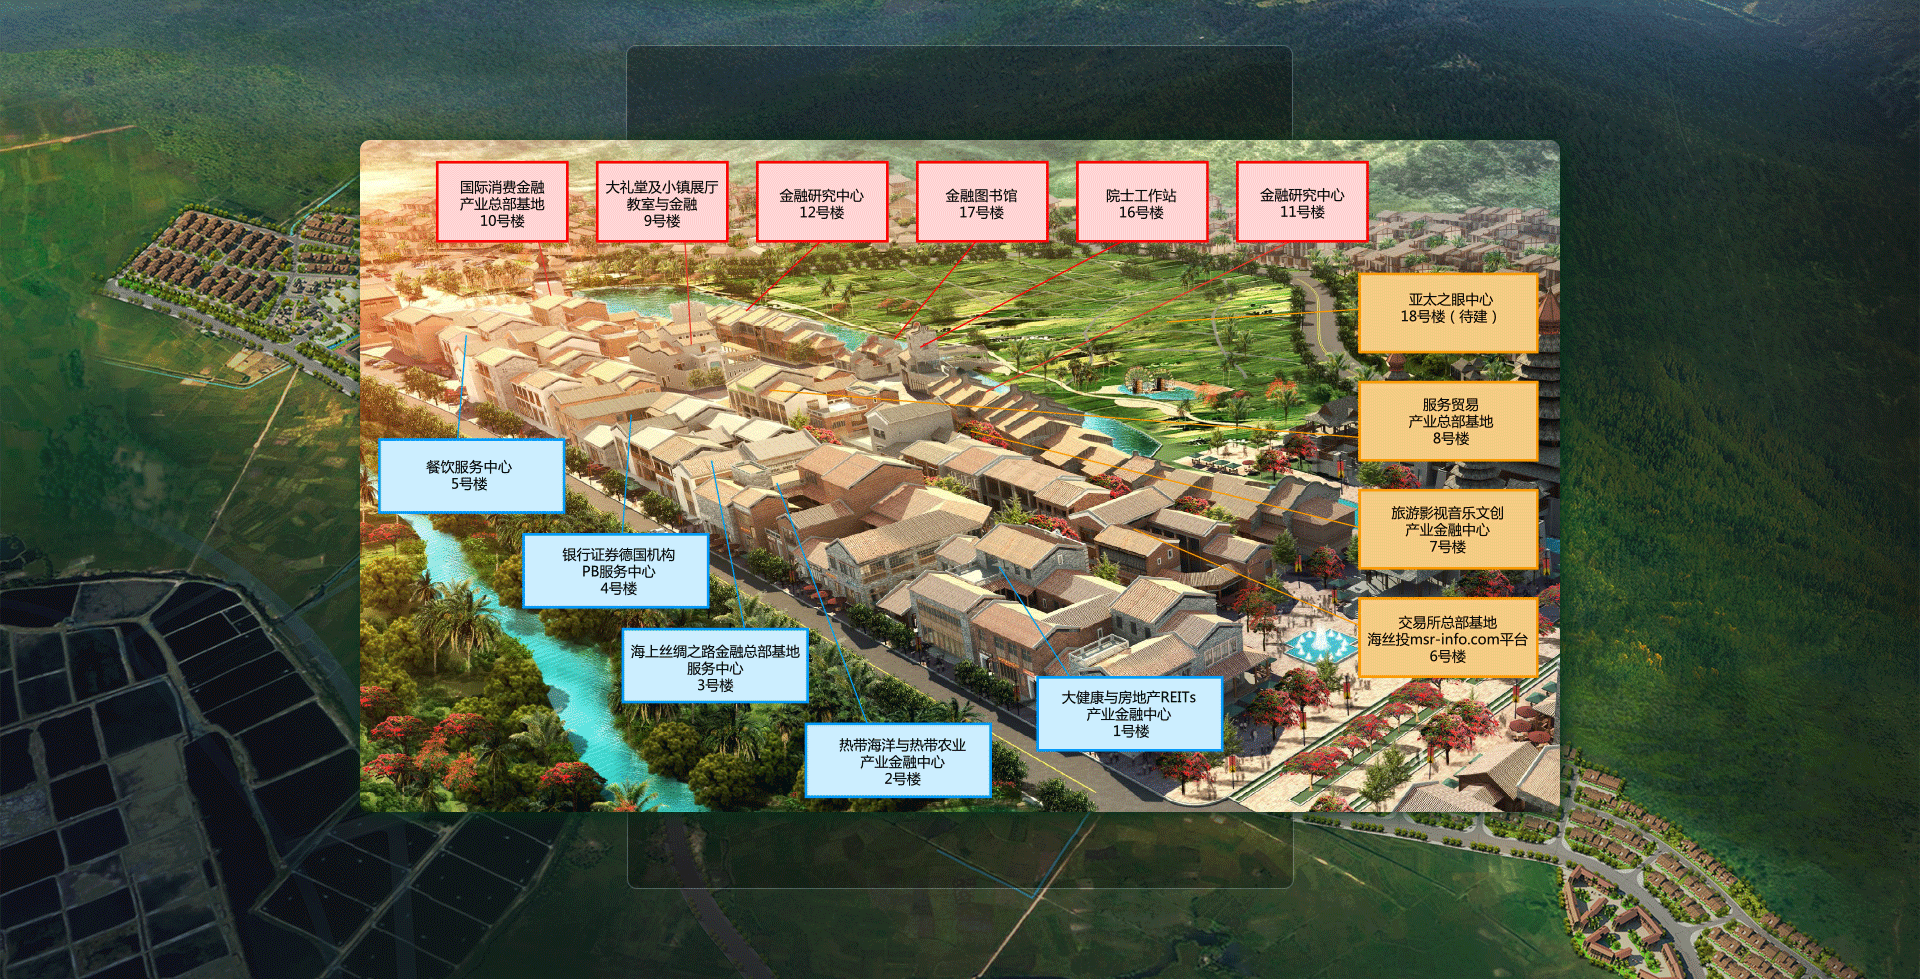 国际消费金融
产业总部基地
10号楼
大礼堂及小镇展厅
教室与金融
9号楼
金融研究中心
12号楼
金融图书馆
17号楼
院士工作站
16号楼
金融研究中心
11号楼
亚太之眼中心
18号楼（待建）
服务贸易
产业总部基地
8号楼
旅游影视音乐文创
产业金融中心
7号楼
交易所总部基地
海丝投msr-info.com平台
6号楼
餐饮服务中心
5号楼
银行证券德国机构
PB服务中心
4号楼
海上丝绸之路金融总部基地
服务中心
3号楼
热带海洋与热带农业
产业金融中心
2号楼
大健康与房地产REITs
产业金融中心
1号楼